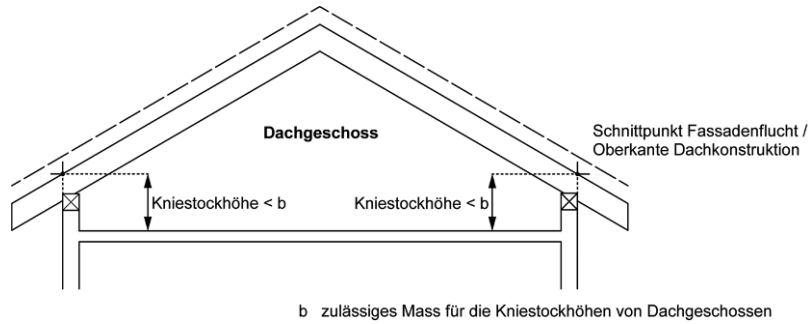 Dachgeschoss
Schnittpunkt Fassadenflucht /
Oberkante Dachkonstruktion
Kniestockhöhe < b
Kniestockhöhe < b
b zulässiges Mass für die Kniestockhöhen von Dachgeschossen